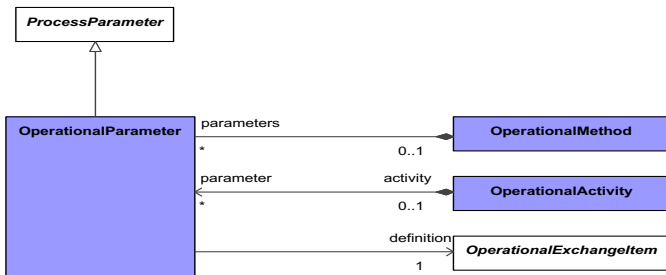 ProcessParameter
OperationalParameter
parameters
*
0..1
OperationalMethod
parameter
activity
*
0..1
OperationalActivity
definition
1
OperationalExchangeItem